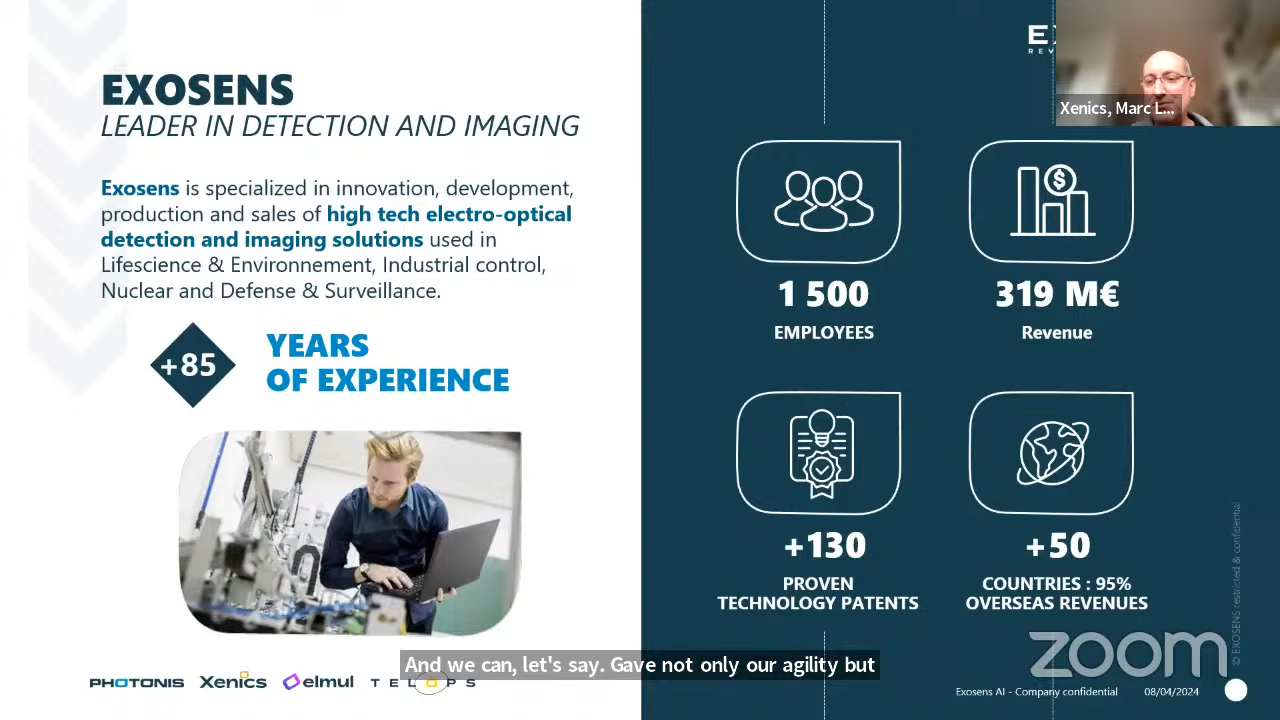 EXOSENS
LEADER IN DETECTION AND IMAGING
Exosens is specialized in innovation, development,
production and sales of high tech electro-optical
detection and imaging solutions used in
Lifescience & Environnement, Industrial control,
Nuclear and Defense & Surveillance.
+85
YEARS
OF EXPERIENCE
PHOTONIS
Xenics
elmul
TELOPS
Xenics, Marc L...
1 500
EMPLOYEES
319 M€
Revenue
+130
PROVEN
TECHNOLOGY PATENTS
+50
COUNTRIES : 95%
OVERSEAS REVENUES
© EXOSENS restricted & confidential
zoom
And we can, let's say. Gave not only our agility but
Exosens AI - Company confidential
08/04/2024